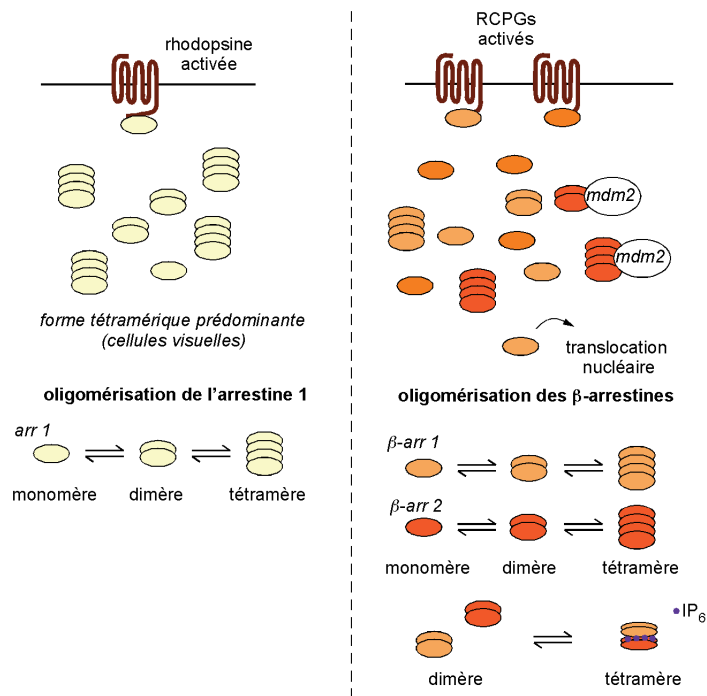 rhodopsine
activée
forme tétramérique prédominante
(cellules visuelles)
oligomérisation de l'arrestine 1
arr 1
monomère
dimère
tétramère
RCPGs
activés
mdm2
mdm2
translocation
nucléaire
oligomérisation des β-arrestines
β-arr 1
β-arr 2
monomère
dimère
tétramère
IP6
dimère
tétramère